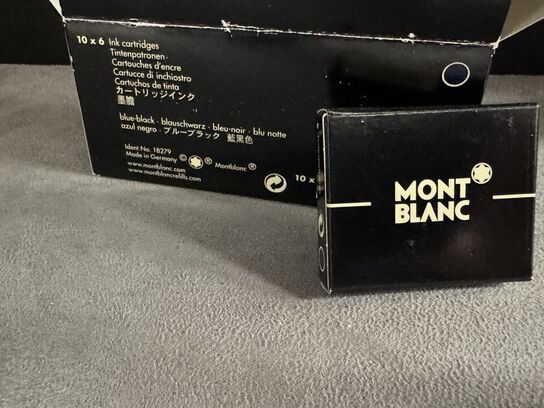 10 x 6 Ink cartridges
Tintenpatronen
Cartouches d'encre
Cartucce di inchiostro
Cartuchos de tinta
カートリッジインク
墨膽
blue-black · blauschwarz · bleu-noir · blu notte
azul negro · ブルーブラック 藍黑色
Ident No. 18279
Made in Germany © ® Montblanc®
www.montblanc.com
www.montblancrefills.com
10 x
MONT
BLANC